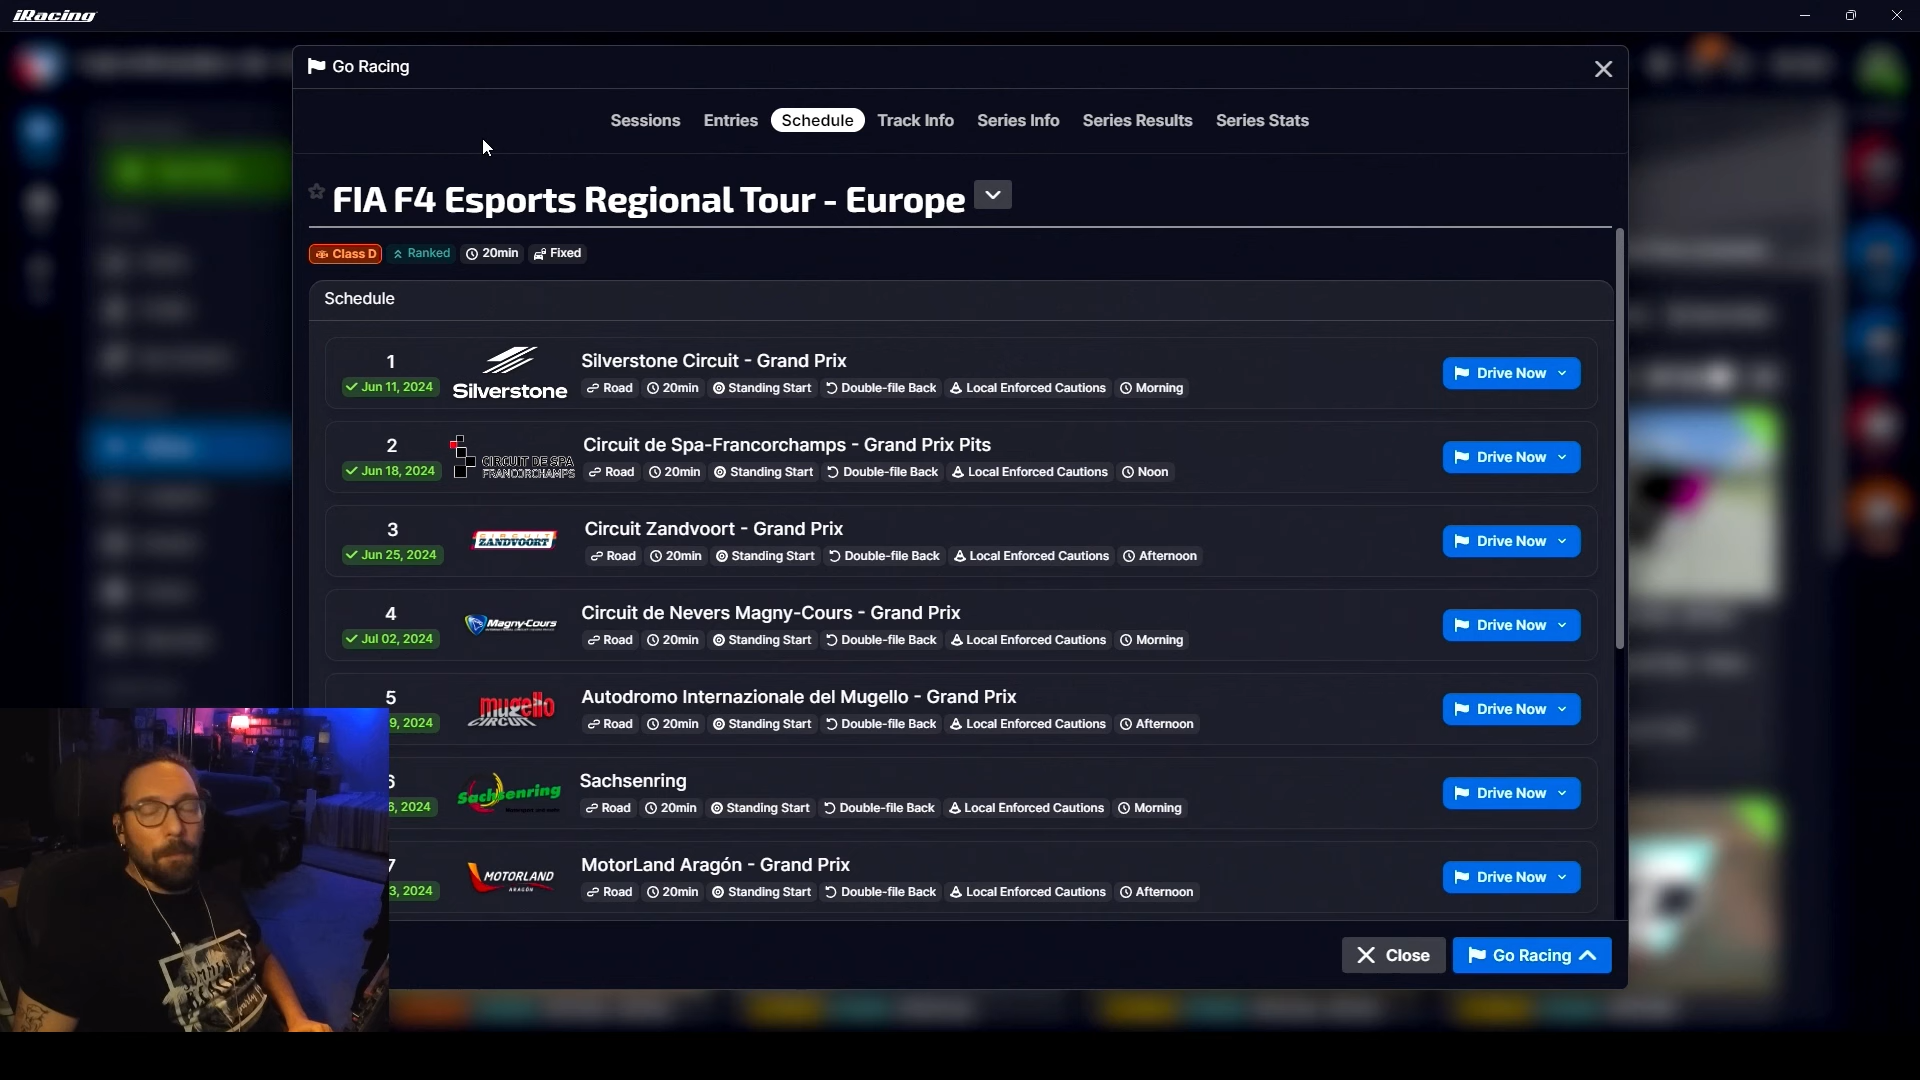 iRacing
Go Racing
Sessions Entries Schedule Track Info Series Info Series Results Series Stats
FIA F4 Esports Regional Tour - Europe
Class D Ranked 20min Fixed
Schedule
1
Jun 11, 2024
Silverstone
Silverstone Circuit - Grand Prix
Road 20min Standing Start Double-file Back Local Enforced Cautions Morning
Drive Now
2
Jun 18, 2024
CIRCUIT DE SPA
FRANCORCHAMPS
Circuit de Spa-Francorchamps - Grand Prix Pits
Road 20min Standing Start Double-file Back Local Enforced Cautions Noon
Drive Now
3
Jun 25, 2024
CIRCUIT
ZANDVOORT
Circuit Zandvoort - Grand Prix
Road 20min Standing Start Double-file Back Local Enforced Cautions Afternoon
Drive Now
4
Jul 02, 2024
Magny-Cours
Circuit de Nevers Magny-Cours - Grand Prix
Road 20min Standing Start Double-file Back Local Enforced Cautions Morning
Drive Now
5
9, 2024
mugello
CIRCUIT
Autodromo Internazionale del Mugello - Grand Prix
Road 20min Standing Start Double-file Back Local Enforced Cautions Afternoon
Drive Now
6
6, 2024
Sachsenring
Sachsenring
Road 20min Standing Start Double-file Back Local Enforced Cautions Morning
Drive Now
7
3, 2024
MOTORLAND
ARAGÓN
MotorLand Aragón - Grand Prix
Road 20min Standing Start Double-file Back Local Enforced Cautions Afternoon
Drive Now
Close Go Racing